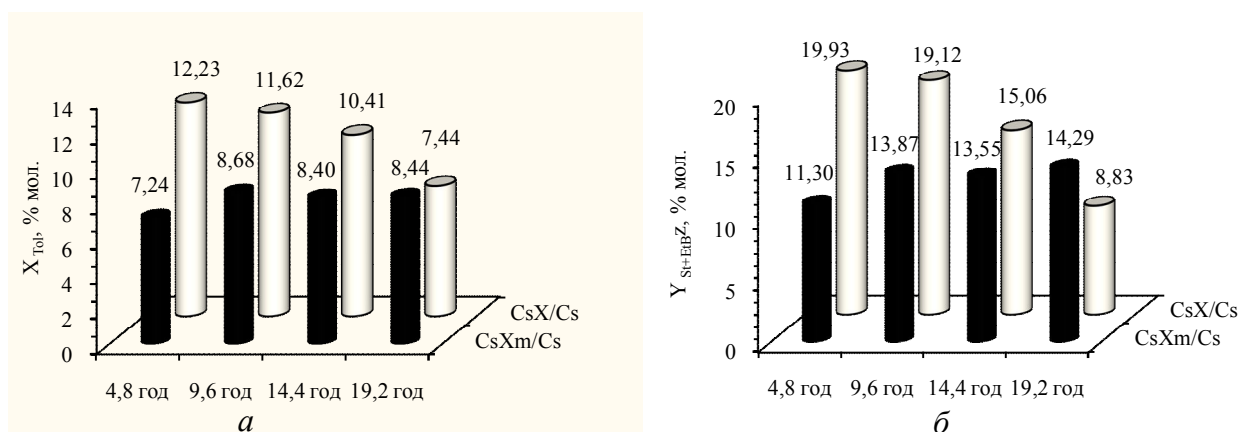 12,23
11,62
10,41
7,44
7,24
8,68
8,40
8,44
14
12
10
8
6
4
2
0
X Tol, % мол.
CsX/Cs
CsXm/Cs
4,8 год 9,6 год 14,4 год 19,2 год
а
19,93
19,12
15,06
14,29
11,30
13,87
13,55
8,83
20
15
10
5
0
Y St+EtBZ, % мол.
CsX/Cs
CsXm/Cs
4,8 год 9,6 год 14,4 год 19,2 год
б